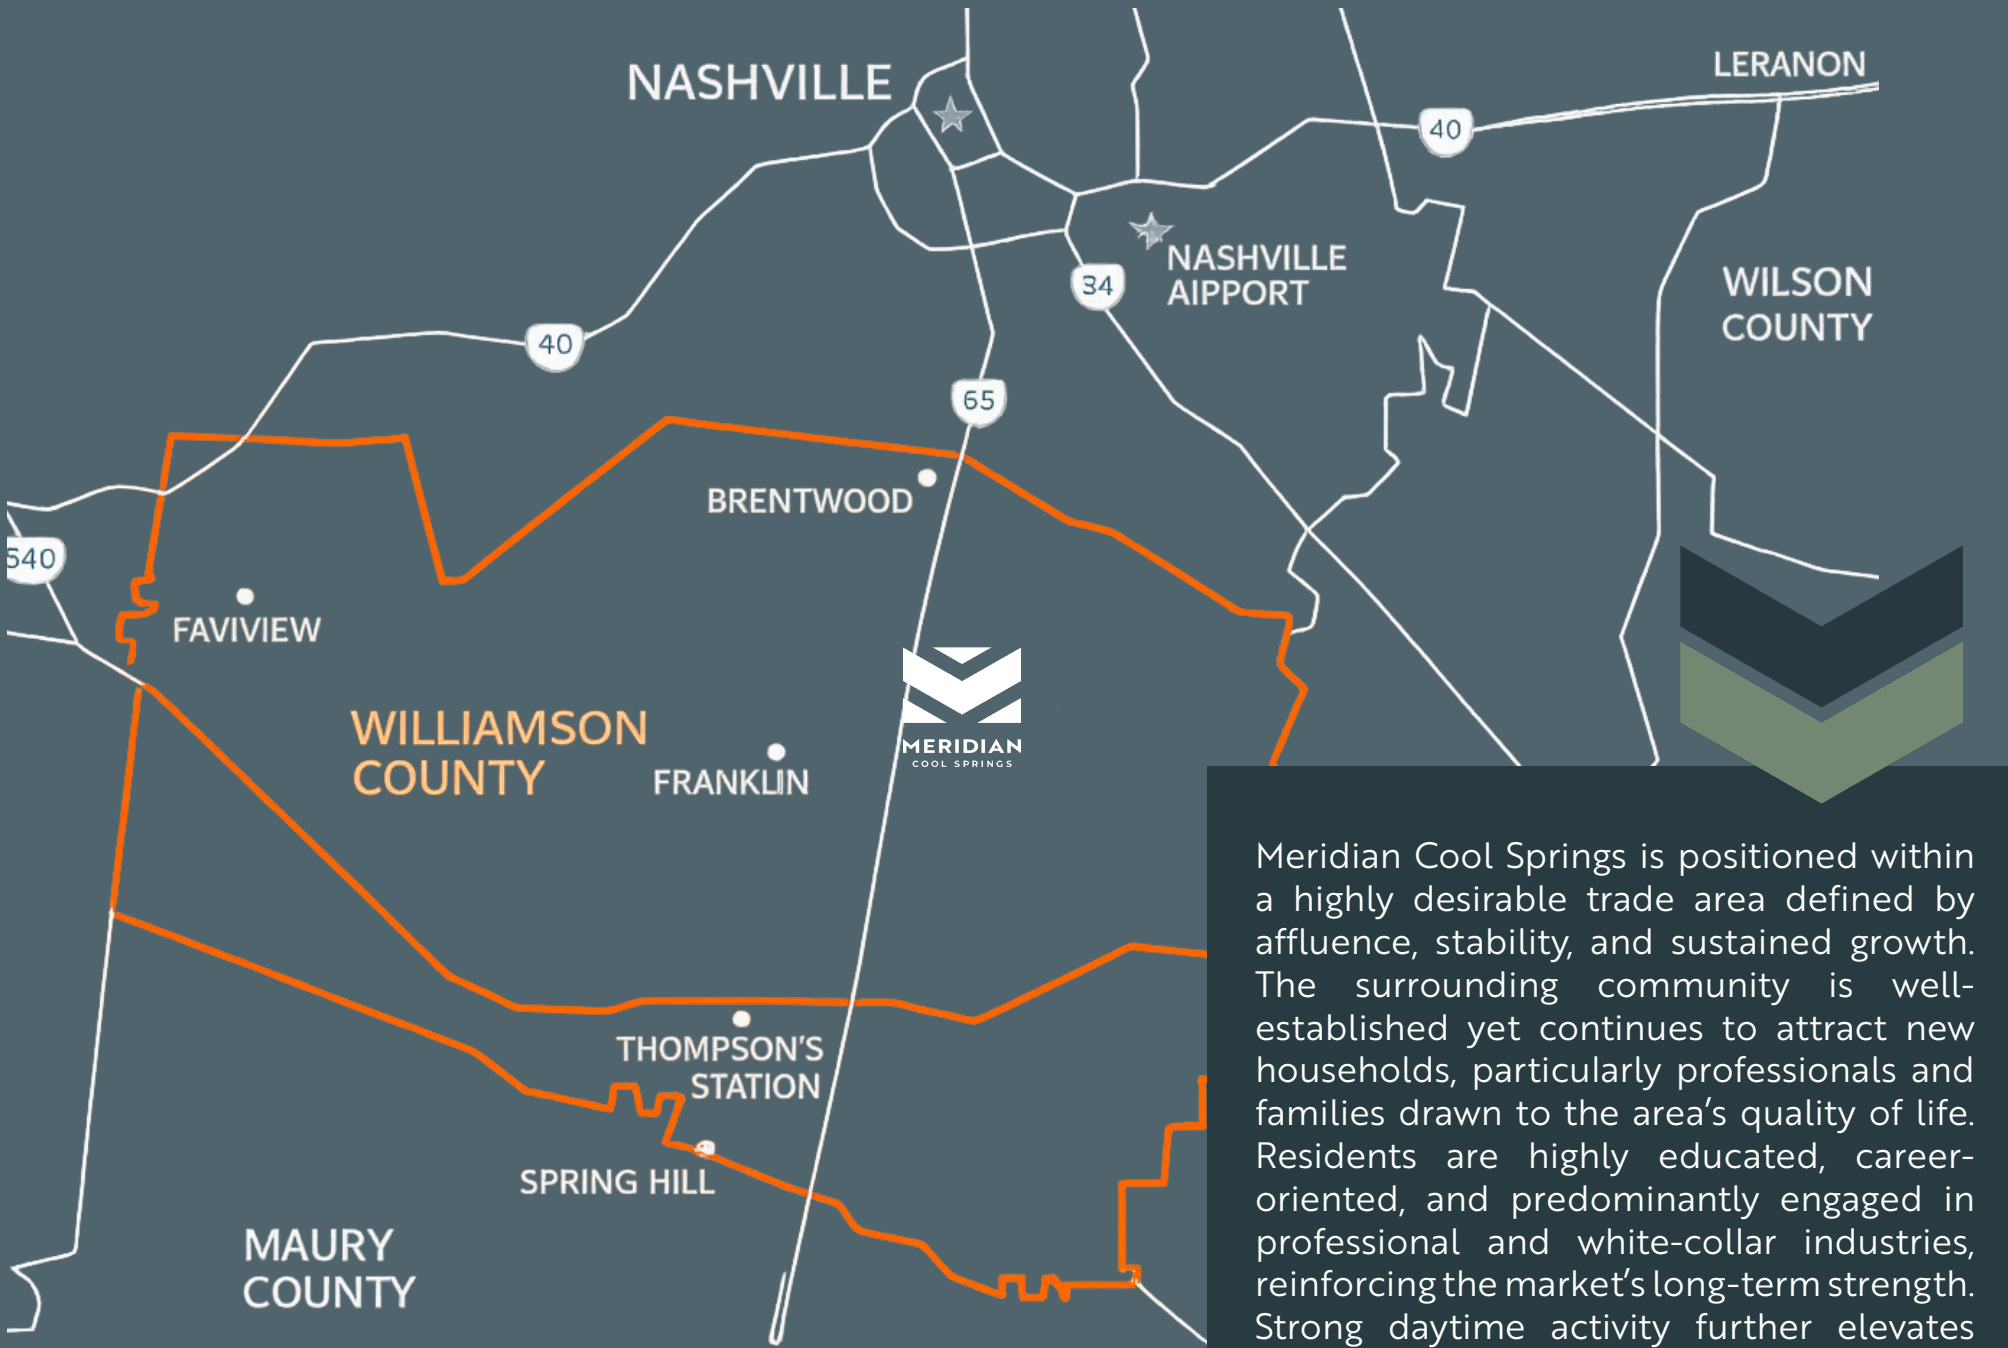 NASHVILLE
LERANON
40
NASHVILLE
AIPPORT
34
WILSON
COUNTY
40
65
BRENTWOOD
640
FAVIVIEW
WILLIAMSON
COUNTY
FRANKLIN
MERIDIAN
COOL SPRINGS
THOMPSON'S
STATION
SPRING HILL
MAURY
COUNTY
Meridian Cool Springs is positioned within
a highly desirable trade area defined by
affluence, stability, and sustained growth.
The surrounding community is well-
established yet continues to attract new
households, particularly professionals and
families drawn to the area's quality of life.
Residents are highly educated, career-
oriented, and predominantly engaged in
professional and white-collar industries,
reinforcing the market's long-term strength.
Strong daytime activity further elevates